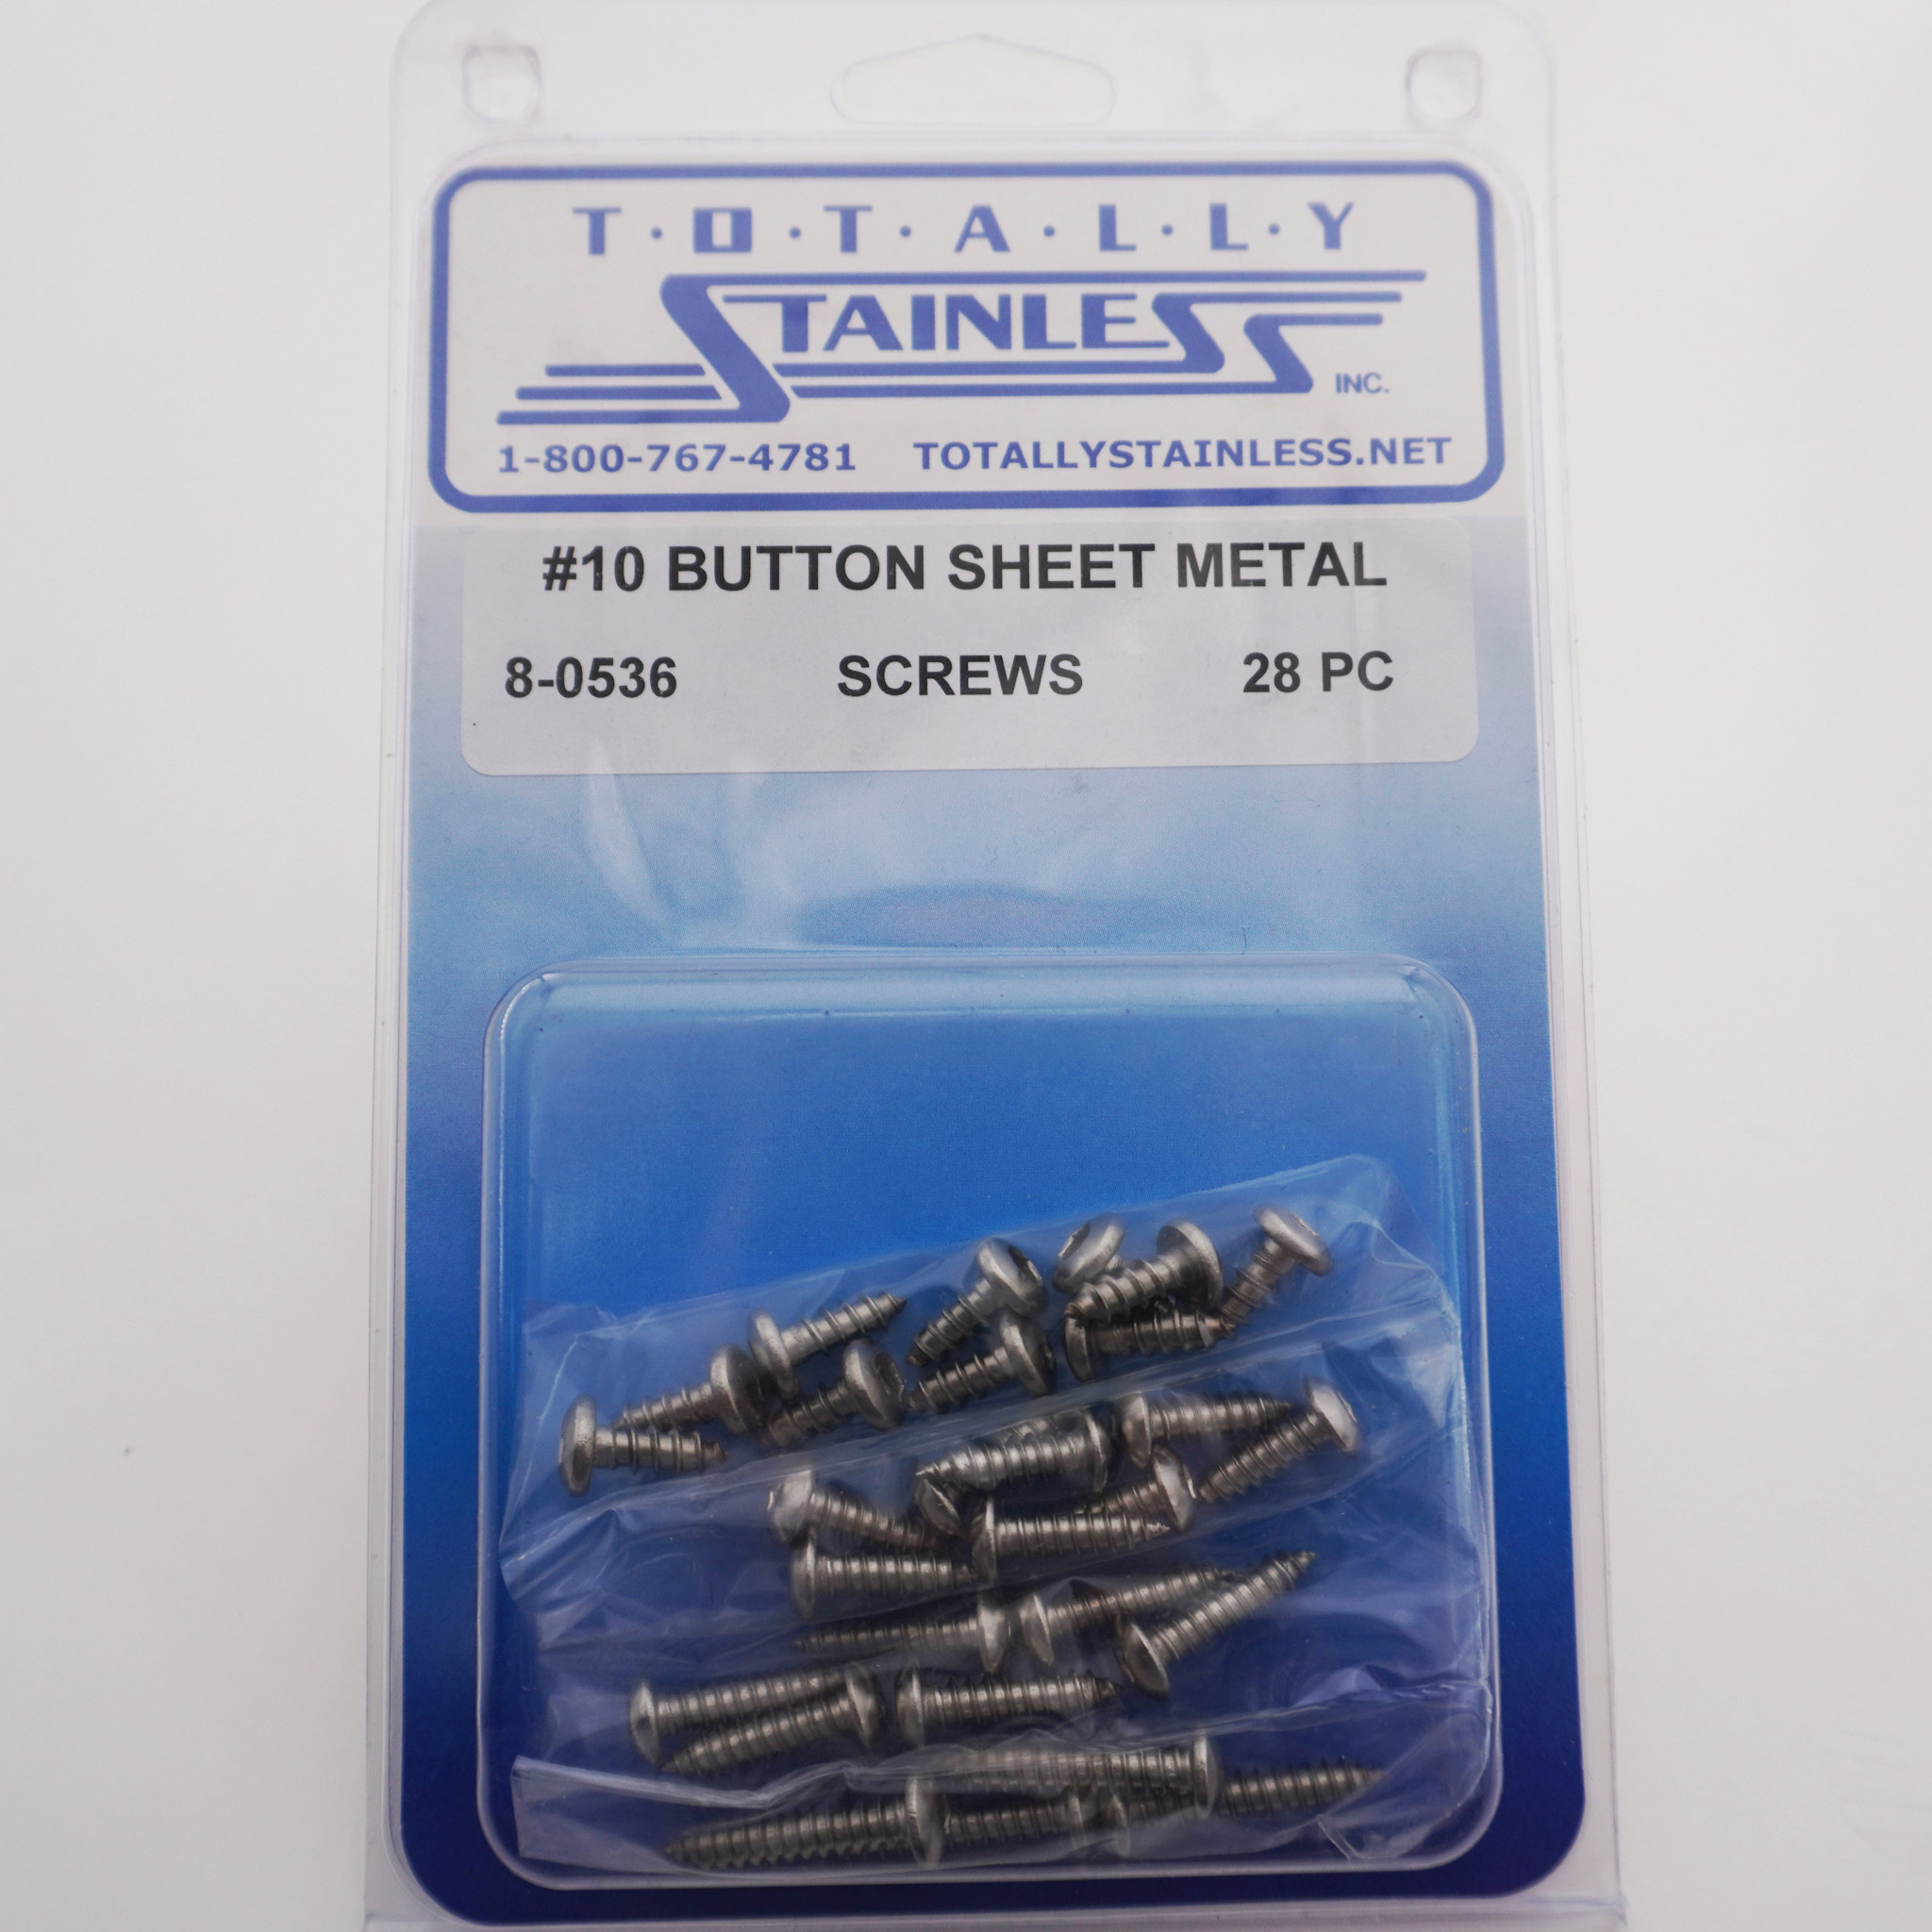 T·O·T·A·L·L·Y
STAINLESS
INC.
1-800-767-4781 TOTALLYSTAINLESS.NET
#10 BUTTON SHEET METAL
8-0536 SCREWS 28 PC